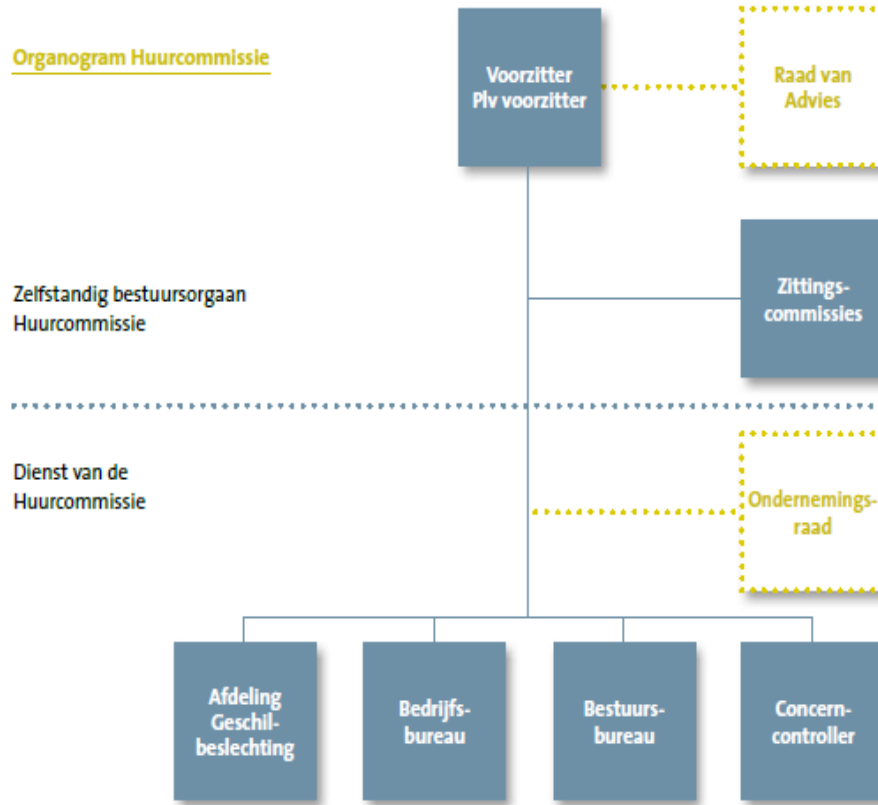 Organogram Huurcommissie
Voorzitter
Plv voorzitter
Raad van
Advies
Zelfstandig bestuursorgaan
Huurcommissie
Zittings-
commissies
Dienst van de
Huurcommissie
Ondernemings-
raad
Afdeling
Geschil-
beslechting
Bedrijfs-
bureau
Bestuurs-
bureau
Concern-
controller